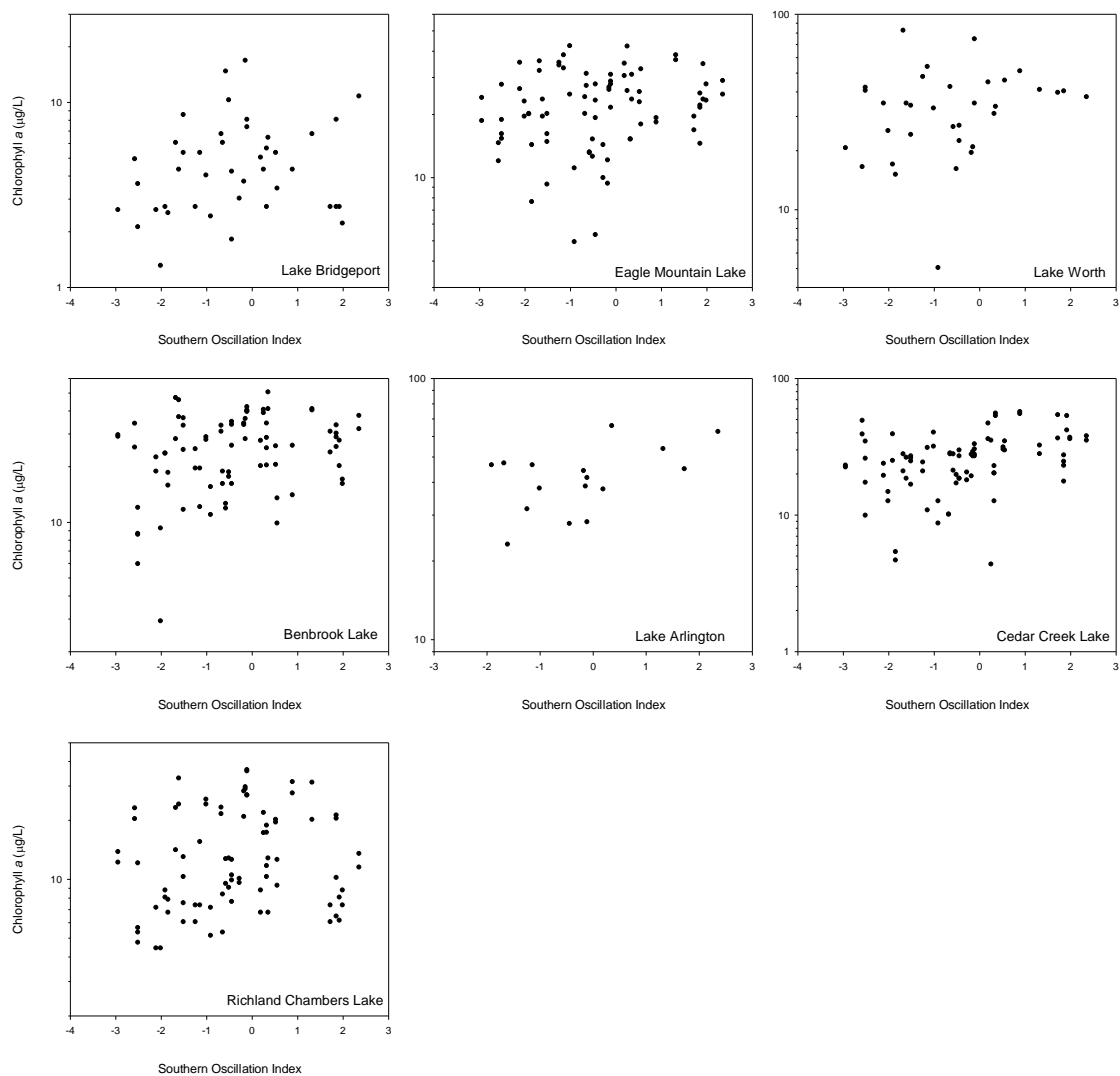 Chlorophyll a (µg/L)
10
1
-4 -3 -2 -1 0 1 2 3
Lake Bridgeport
Southern Oscillation Index
10
-4 -3 -2 -1 0 1 2 3
Eagle Mountain Lake
Southern Oscillation Index
100
10
-4 -3 -2 -1 0 1 2 3
Lake Worth
Southern Oscillation Index
Chlorophyll a (µg/L)
10
-4 -3 -2 -1 0 1 2 3
Benbrook Lake
Southern Oscillation Index
100
10
-3 -2 -1 0 1 2 3
Lake Arlington
Southern Oscillation Index
100
10
1
-4 -3 -2 -1 0 1 2 3
Cedar Creek Lake
Southern Oscillation Index
Chlorophyll a (µg/L)
10
-4 -3 -2 -1 0 1 2 3
Richland Chambers Lake
Southern Oscillation Index